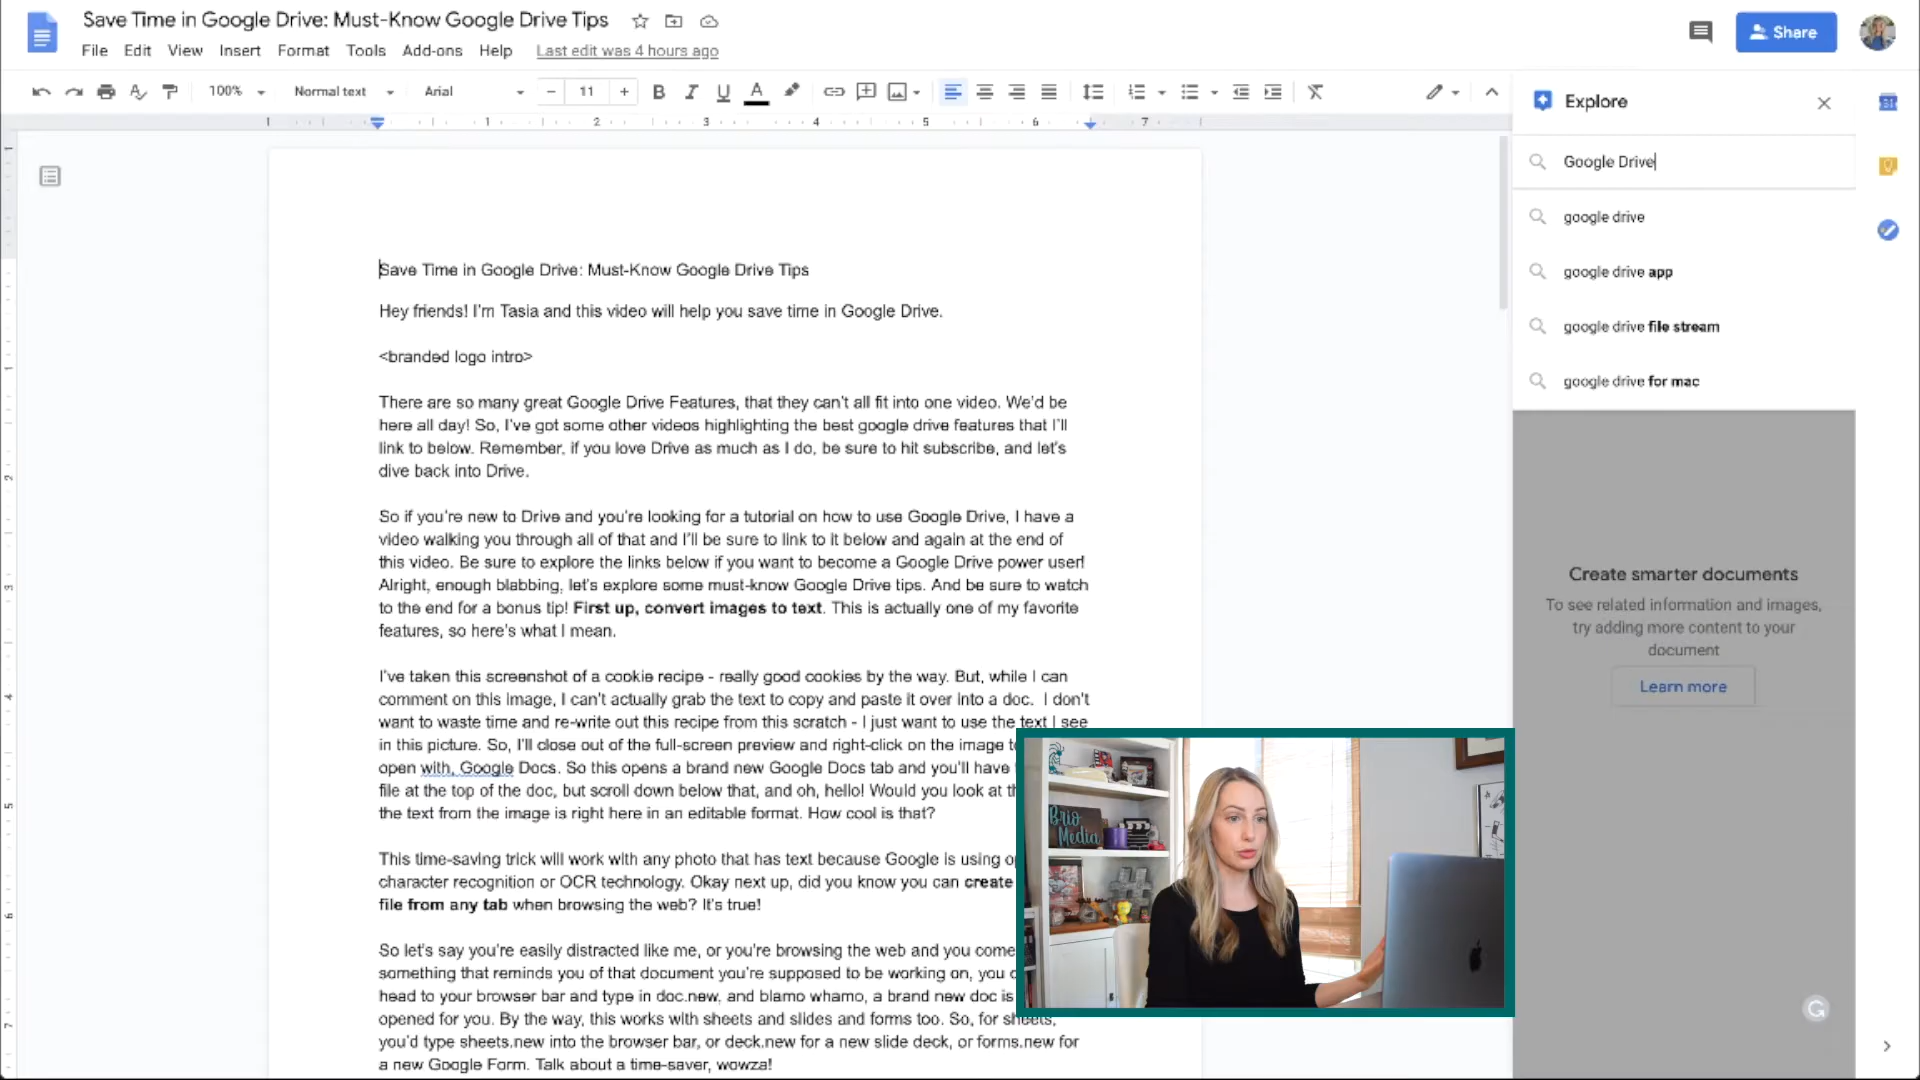 Save Time in Google Drive: Must-Know Google Drive Tips
File Edit View Insert Format Tools Add-ons Help Last edit was 4 hours ago
Share
100% Normal text Arial 11
1 1 2 3 4 5 6 7
Explore
Google Drive
google drive
google drive app
google drive file stream
google drive for mac
Create smarter documents
To see related information and images,
try adding more content to your
document
Learn more
Save Time in Google Drive: Must-Know Google Drive Tips
Hey friends! I'm Tasia and this video will help you save time in Google Drive.
<branded logo intro>
There are so many great Google Drive Features, that they can't all fit into one video. We'd be
here all day! So, I've got some other videos highlighting the best google drive features that I'll
link to below. Remember, if you love Drive as much as I do, be sure to hit subscribe, and let's
dive back into Drive.
So if you're new to Drive and you're looking for a tutorial on how to use Google Drive, I have a
video walking you through all of that and I'll be sure to link to it below and again at the end of
this video. Be sure to explore the links below if you want to become a Google Drive power user!
Alright, enough blabbing, let's explore some must-know Google Drive tips. And be sure to watch
to the end for a bonus tip! First up, convert images to text. This is actually one of my favorite
features, so here's what I mean.
I've taken this screenshot of a cookie recipe - really good cookies by the way. But, while I can
comment on this image, I can't actually grab the text to copy and paste it over into a doc. I don't
want to waste time and re-write out this recipe from this scratch - I just want to use the text I see
in this picture. So, I'll close out of the full-screen preview and right-click on the image to
open with, Google Docs. So this opens a brand new Google Docs tab and you'll have
file at the top of the doc, but scroll down below that, and oh, hello! Would you look at
the text from the image is right here in an editable format. How cool is that?
This time-saving trick will work with any photo that has text because Google is using
character recognition or OCR technology. Okay next up, did you know you can create
file from any tab when browsing the web? It's true!
So let's say you're easily distracted like me, or you're browsing the web and you come
something that reminds you of that document you're supposed to be working on, you
head to your browser bar and type in doc.new, and blamo whamo, a brand new doc is
opened for you. By the way, this works with sheets and slides and forms too. So, for sheets,
you'd type sheets.new into the browser bar, or deck.new for a new slide deck, or forms.new for
a new Google Form. Talk about a time-saver, wowza!
Brio
Media